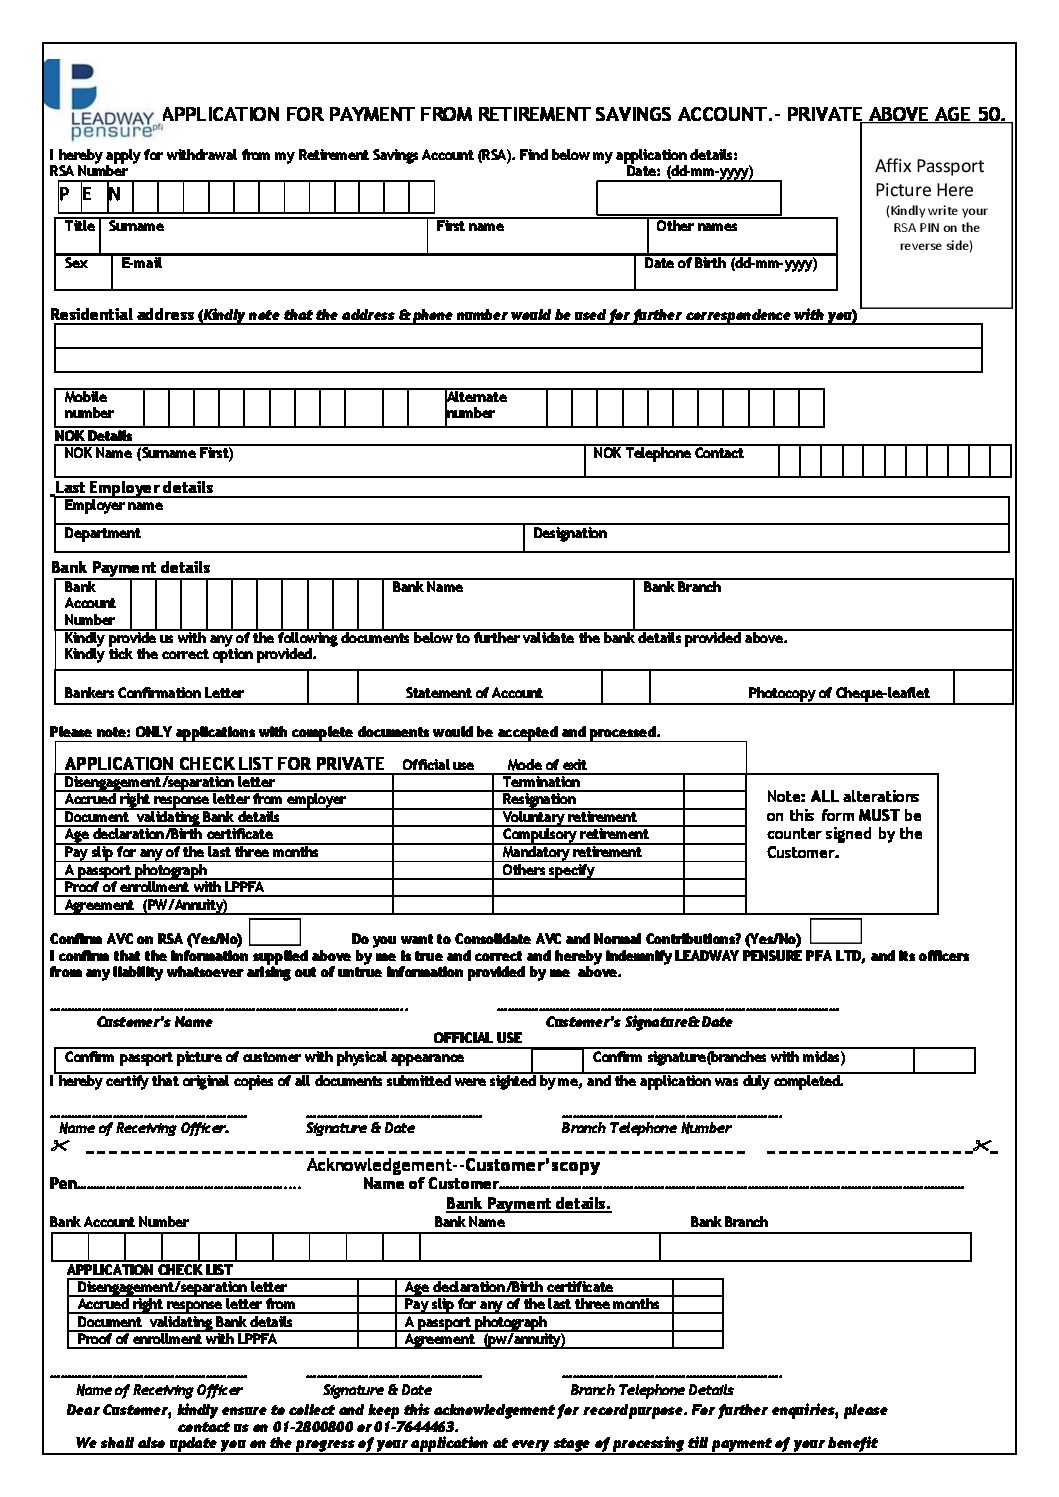 LEADWAY
pensure pfa
APPLICATION FOR PAYMENT FROM RETIREMENT SAVINGS ACCOUNT.- PRIVATE ABOVE AGE 50.
Affix Passport
Picture Here
(Kindly write your
RSA PIN on the
reverse side)
I hereby apply for withdrawal from my Retirement Savings Account (RSA). Find below my application details:
RSA Number Date: (dd-mm-yyyy)
P E N
Title Surname First name Other names
Sex E-mail Date of Birth (dd-mm-yyyy)
Residential address (Kindly note that the address & phone number would be used for further correspondence with you)
Mobile number Alternate number
NOK Details
NOK Name (Surname First) NOK Telephone Contact
Last Employer details
Employer name
Department Designation
Bank Payment details
Bank Account Number Bank Name Bank Branch
Kindly provide us with any of the following documents below to further validate the bank details provided above.
Kindly tick the correct option provided.
Bankers Confirmation Letter Statement of Account Photocopy of Cheque-leaflet
Please note: ONLY applications with complete documents would be accepted and processed.
APPLICATION CHECK LIST FOR PRIVATE Official use Mode of exit
Disengagement/separation letter Termination
Accrued right response letter from employer Resignation
Document validating Bank details Voluntary retirement
Age declaration/Birth certificate Compulsory retirement
Pay slip for any of the last three months Mandatory retirement
A passport photograph Others specify
Proof of enrollment with LPPFA
Agreement (PW/Annuity)
Note: ALL alterations
on this form MUST be
counter signed by the
Customer.
Confirm AVC on RSA (Yes/No) Do you want to Consolidate AVC and Normal Contributions? (Yes/No)
I confirm that the information supplied above by me is true and correct and hereby indemnify LEADWAY PENSURE PFA LTD, and its officers
from any liability whatsoever arising out of untrue information provided by me above.
Customer's Name Customer's Signature& Date
OFFICIAL USE
Confirm passport picture of customer with physical appearance Confirm signature(branches with midas)
I hereby certify that original copies of all documents submitted were sighted by me, and the application was duly completed.
Name of Receiving Officer. Signature & Date Branch Telephone Number
Acknowledgement--Customer'scopy
Pen............ Name of Customer............
Bank Payment details.
Bank Account Number Bank Name Bank Branch
APPLICATION CHECK LIST
Disengagement/separation letter Age declaration/Birth certificate
Accrued right response letter from Pay slip for any of the last three months
Document validating Bank details A passport photograph
Proof of enrollment with LPPFA Agreement (pw/annuity)
Name of Receiving Officer Signature & Date Branch Telephone Details
Dear Customer, kindly ensure to collect and keep this acknowledgement for record purpose. For further enquiries, please
contact us on 01-2800800 or 01-7644463.
We shall also update you on the progress of your application at every stage of processing till payment of your benefit